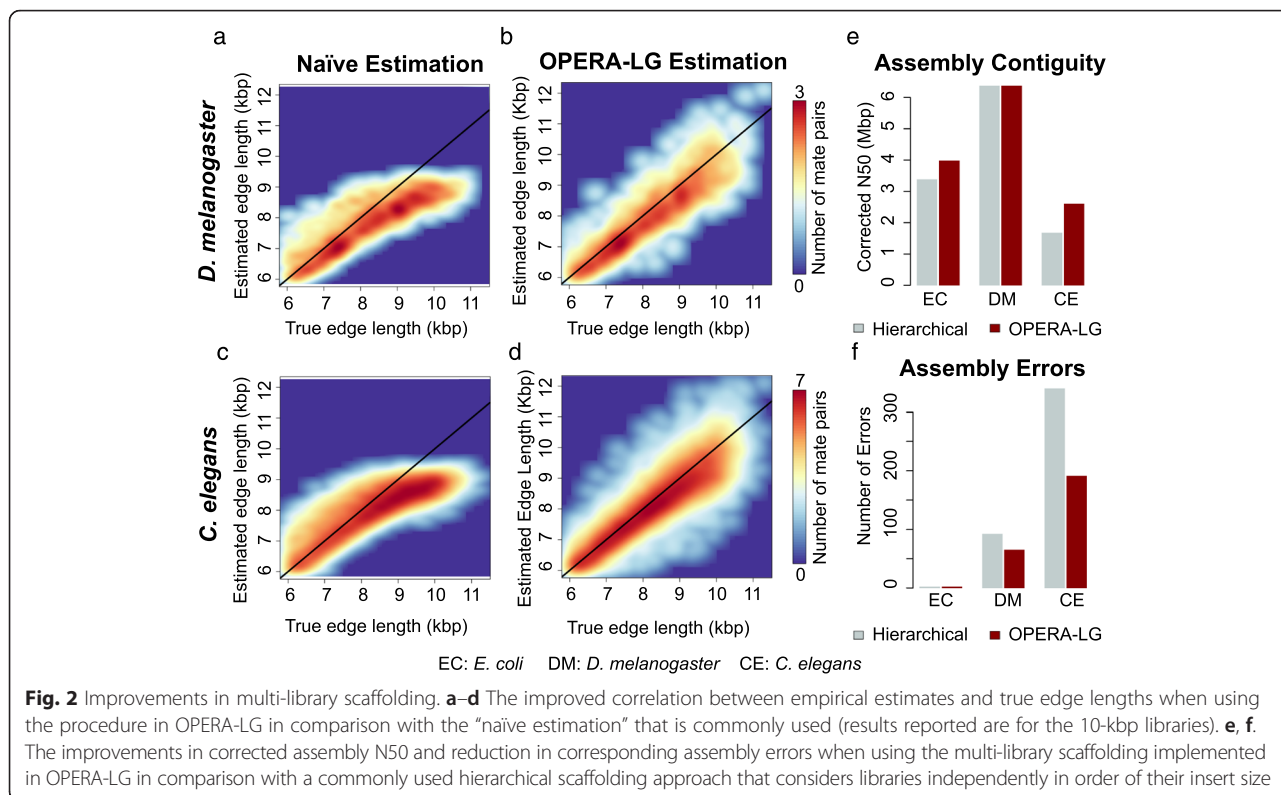 a
Naïve Estimation
D. melanogaster
Estimated edge length (kbp)
12
11
10
9
8
7
6
6 7 8 9 10 11
True edge length (kbp)
b
OPERA-LG Estimation
Estimated edge length (Kbp)
12
11
10
9
8
7
6
6 7 8 9 10 11
True edge length (kbp)
3
Number of mate pairs
0
e
Assembly Contiguity
Corrected N50 (Mbp)
6
5
4
3
2
1
0
EC DM CE
Hierarchical OPERA-LG
c
C. elegans
Estimated edge length (Kbp)
12
11
10
9
8
7
6
6 7 8 9 10 11
True edge length (kbp)
d
Estimated Edge Length (Kbp)
12
11
10
9
8
7
6
6 7 8 9 10 11
True edge length (kbp)
7
Number of mate pairs
0
f
Assembly Errors
Number of Errors
300
200
100
0
EC DM CE
Hierarchical OPERA-LG
EC: E. coli DM: D. melanogaster CE: C. elegans
Fig. 2 Improvements in multi-library scaffolding. a–d The improved correlation between empirical estimates and true edge lengths when using
the procedure in OPERA-LG in comparison with the “naïve estimation” that is commonly used (results reported are for the 10-kbp libraries). e, f.
The improvements in corrected assembly N50 and reduction in corresponding assembly errors when using the multi-library scaffolding implemented
in OPERA-LG in comparison with a commonly used hierarchical scaffolding approach that considers libraries independently in order of their insert size